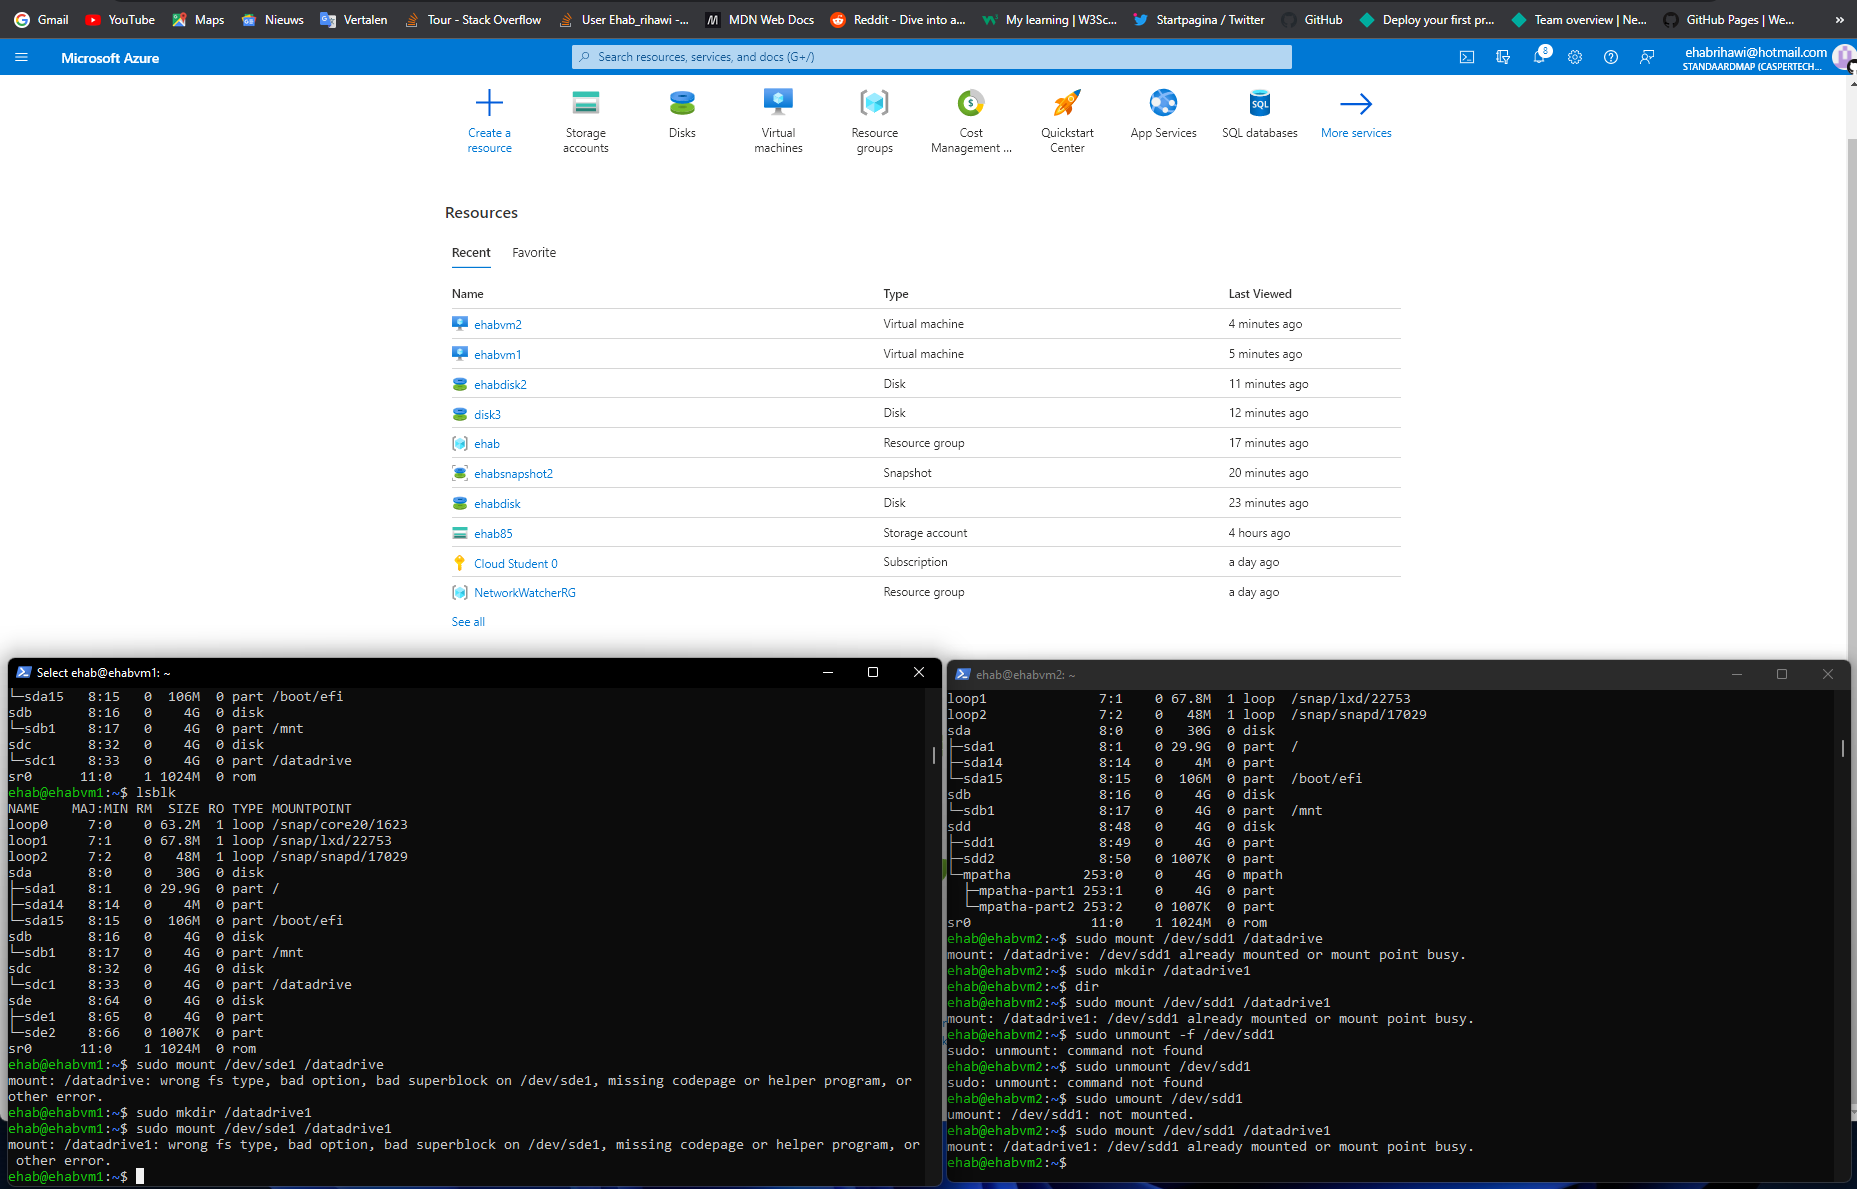 Gmail YouTube Maps Nieuws Vertalen Tour - Stack Overflow User Ehab_rihawi -... MDN Web Docs Reddit - Dive into a... My learning | W3Sc... Startpagina / Twitter GitHub Deploy your first pr... Team overview | Ne... GitHub Pages | We... »
Microsoft Azure Search resources, services, and docs (G+/) 8 ehabrihawi@hotmail.com
STANDAARDMAP (CASPERTECH...
Create a resource
Storage accounts
Disks
Virtual machines
Resource groups
Cost Management ...
Quickstart Center
App Services
SQL databases
More services
Resources
Recent Favorite
Name Type Last Viewed
ehabvm2 Virtual machine 4 minutes ago
ehabvm1 Virtual machine 5 minutes ago
ehabdisk2 Disk 11 minutes ago
disk3 Disk 12 minutes ago
ehab Resource group 17 minutes ago
ehabsnapshot2 Snapshot 20 minutes ago
ehabdisk Disk 23 minutes ago
ehab85 Storage account 4 hours ago
Cloud Student 0 Subscription a day ago
NetworkWatcherRG Resource group a day ago
See all
Select ehab@ehabvm1: ~
└─sda15 8:15 0 106M 0 part /boot/efi
sdb 8:16 0 4G 0 disk
└─sdb1 8:17 0 4G 0 part /mnt
sdc 8:32 0 4G 0 disk
└─sdc1 8:33 0 4G 0 part /datadrive
sr0 11:0 1 1024M 0 rom
ehab@ehabvm1:~$ lsblk
NAME MAJ:MIN RM SIZE RO TYPE MOUNTPOINT
loop0 7:0 0 63.2M 1 loop /snap/core20/1623
loop1 7:1 0 67.8M 1 loop /snap/lxd/22753
loop2 7:2 0 48M 1 loop /snap/snapd/17029
sda 8:0 0 30G 0 disk
├─sda1 8:1 0 29.9G 0 part /
├─sda14 8:14 0 4M 0 part
└─sda15 8:15 0 106M 0 part /boot/efi
sdb 8:16 0 4G 0 disk
└─sdb1 8:17 0 4G 0 part /mnt
sdc 8:32 0 4G 0 disk
└─sdc1 8:33 0 4G 0 part /datadrive
sde 8:64 0 4G 0 disk
├─sde1 8:65 0 4G 0 part
└─sde2 8:66 0 1007K 0 part
sr0 11:0 1 1024M 0 rom
ehab@ehabvm1:~$ sudo mount /dev/sde1 /datadrive
mount: /datadrive: wrong fs type, bad option, bad superblock on /dev/sde1, missing codepage or helper program, or
other error.
ehab@ehabvm1:~$ sudo mkdir /datadrive1
ehab@ehabvm1:~$ sudo mount /dev/sde1 /datadrive1
mount: /datadrive1: wrong fs type, bad option, bad superblock on /dev/sde1, missing codepage or helper program, or
other error.
ehab@ehabvm1:~$
ehab@ehabvm2: ~
loop1 7:1 0 67.8M 1 loop /snap/lxd/22753
loop2 7:2 0 48M 1 loop /snap/snapd/17029
sda 8:0 0 30G 0 disk
├─sda1 8:1 0 29.9G 0 part /
├─sda14 8:14 0 4M 0 part
└─sda15 8:15 0 106M 0 part /boot/efi
sdb 8:16 0 4G 0 disk
└─sdb1 8:17 0 4G 0 part /mnt
sdd 8:48 0 4G 0 disk
├─sdd1 8:49 0 4G 0 part
├─sdd2 8:50 0 1007K 0 part
└─mpatha 253:0 0 4G 0 mpath
├─mpatha-part1 253:1 0 4G 0 part
└─mpatha-part2 253:2 0 1007K 0 part
sr0 11:0 1 1024M 0 rom
ehab@ehabvm2:~$ sudo mount /dev/sdd1 /datadrive
mount: /datadrive: /dev/sdd1 already mounted or mount point busy.
ehab@ehabvm2:~$ sudo mkdir /datadrive1
ehab@ehabvm2:~$ dir
ehab@ehabvm2:~$ sudo mount /dev/sdd1 /datadrive1
mount: /datadrive1: /dev/sdd1 already mounted or mount point busy.
ehab@ehabvm2:~$ sudo unmount -f /dev/sdd1
sudo: unmount: command not found
ehab@ehabvm2:~$ sudo unmount /dev/sdd1
sudo: unmount: command not found
ehab@ehabvm2:~$ sudo umount /dev/sdd1
umount: /dev/sdd1: not mounted.
ehab@ehabvm2:~$ sudo mount /dev/sdd1 /datadrive1
mount: /datadrive1: /dev/sdd1 already mounted or mount point busy.
ehab@ehabvm2:~$